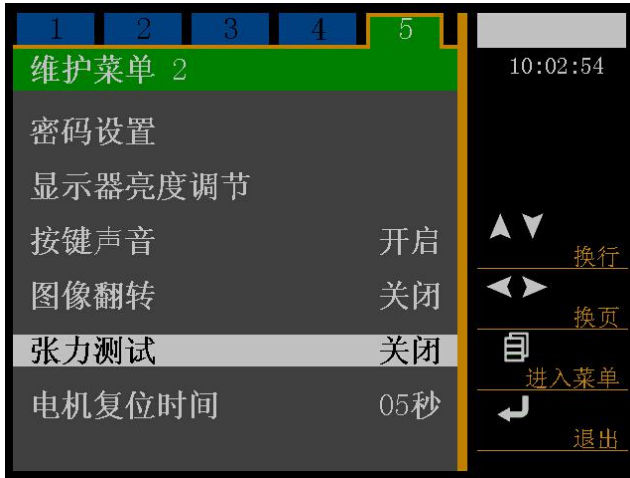 1 2 3 4 5
维护菜单 2
密码设置
显示器亮度调节
按键声音 开启
图像翻转 关闭
张力测试 关闭
电机复位时间 05秒
10:02:54
换行
换页
进入菜单
退出